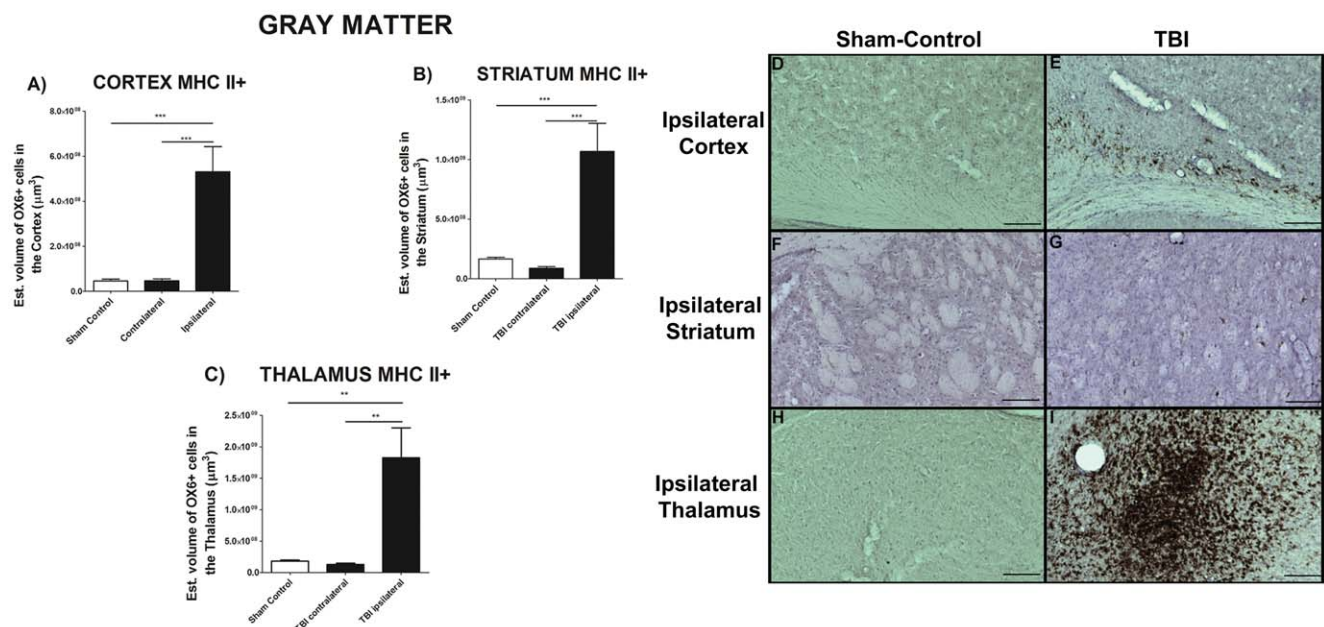 GRAY MATTER
A)
CORTEX MHC II+
Est. volume of OX6+ cells in
the Cortex (μm³)
8.0×10⁰⁸
6.0×10⁰⁸
4.0×10⁰⁸
2.0×10⁰⁸
0.0
***
***
Sham Control
Contralateral
Ipsilateral
B)
STRIATUM MHC II+
Est. volume of OX6+ cells in
the Striatum (μm³)
1.5×10⁰⁹
1.0×10⁰⁹
5.0×10⁰⁸
0.0
***
***
Sham Control
TBI contralateral
TBI ipsilateral
C)
THALAMUS MHC II+
Est. volume of OX6+ cells in
the Thalamus (μm³)
2.5×10⁰⁹
2.0×10⁰⁹
1.5×10⁰⁹
1.0×10⁰⁹
5.0×10⁰⁸
0.0
**
**
Sham Control
TBI contralateral
TBI ipsilateral
Sham-Control
TBI
Ipsilateral
Cortex
D
E
Ipsilateral
Striatum
F
G
Ipsilateral
Thalamus
H
I